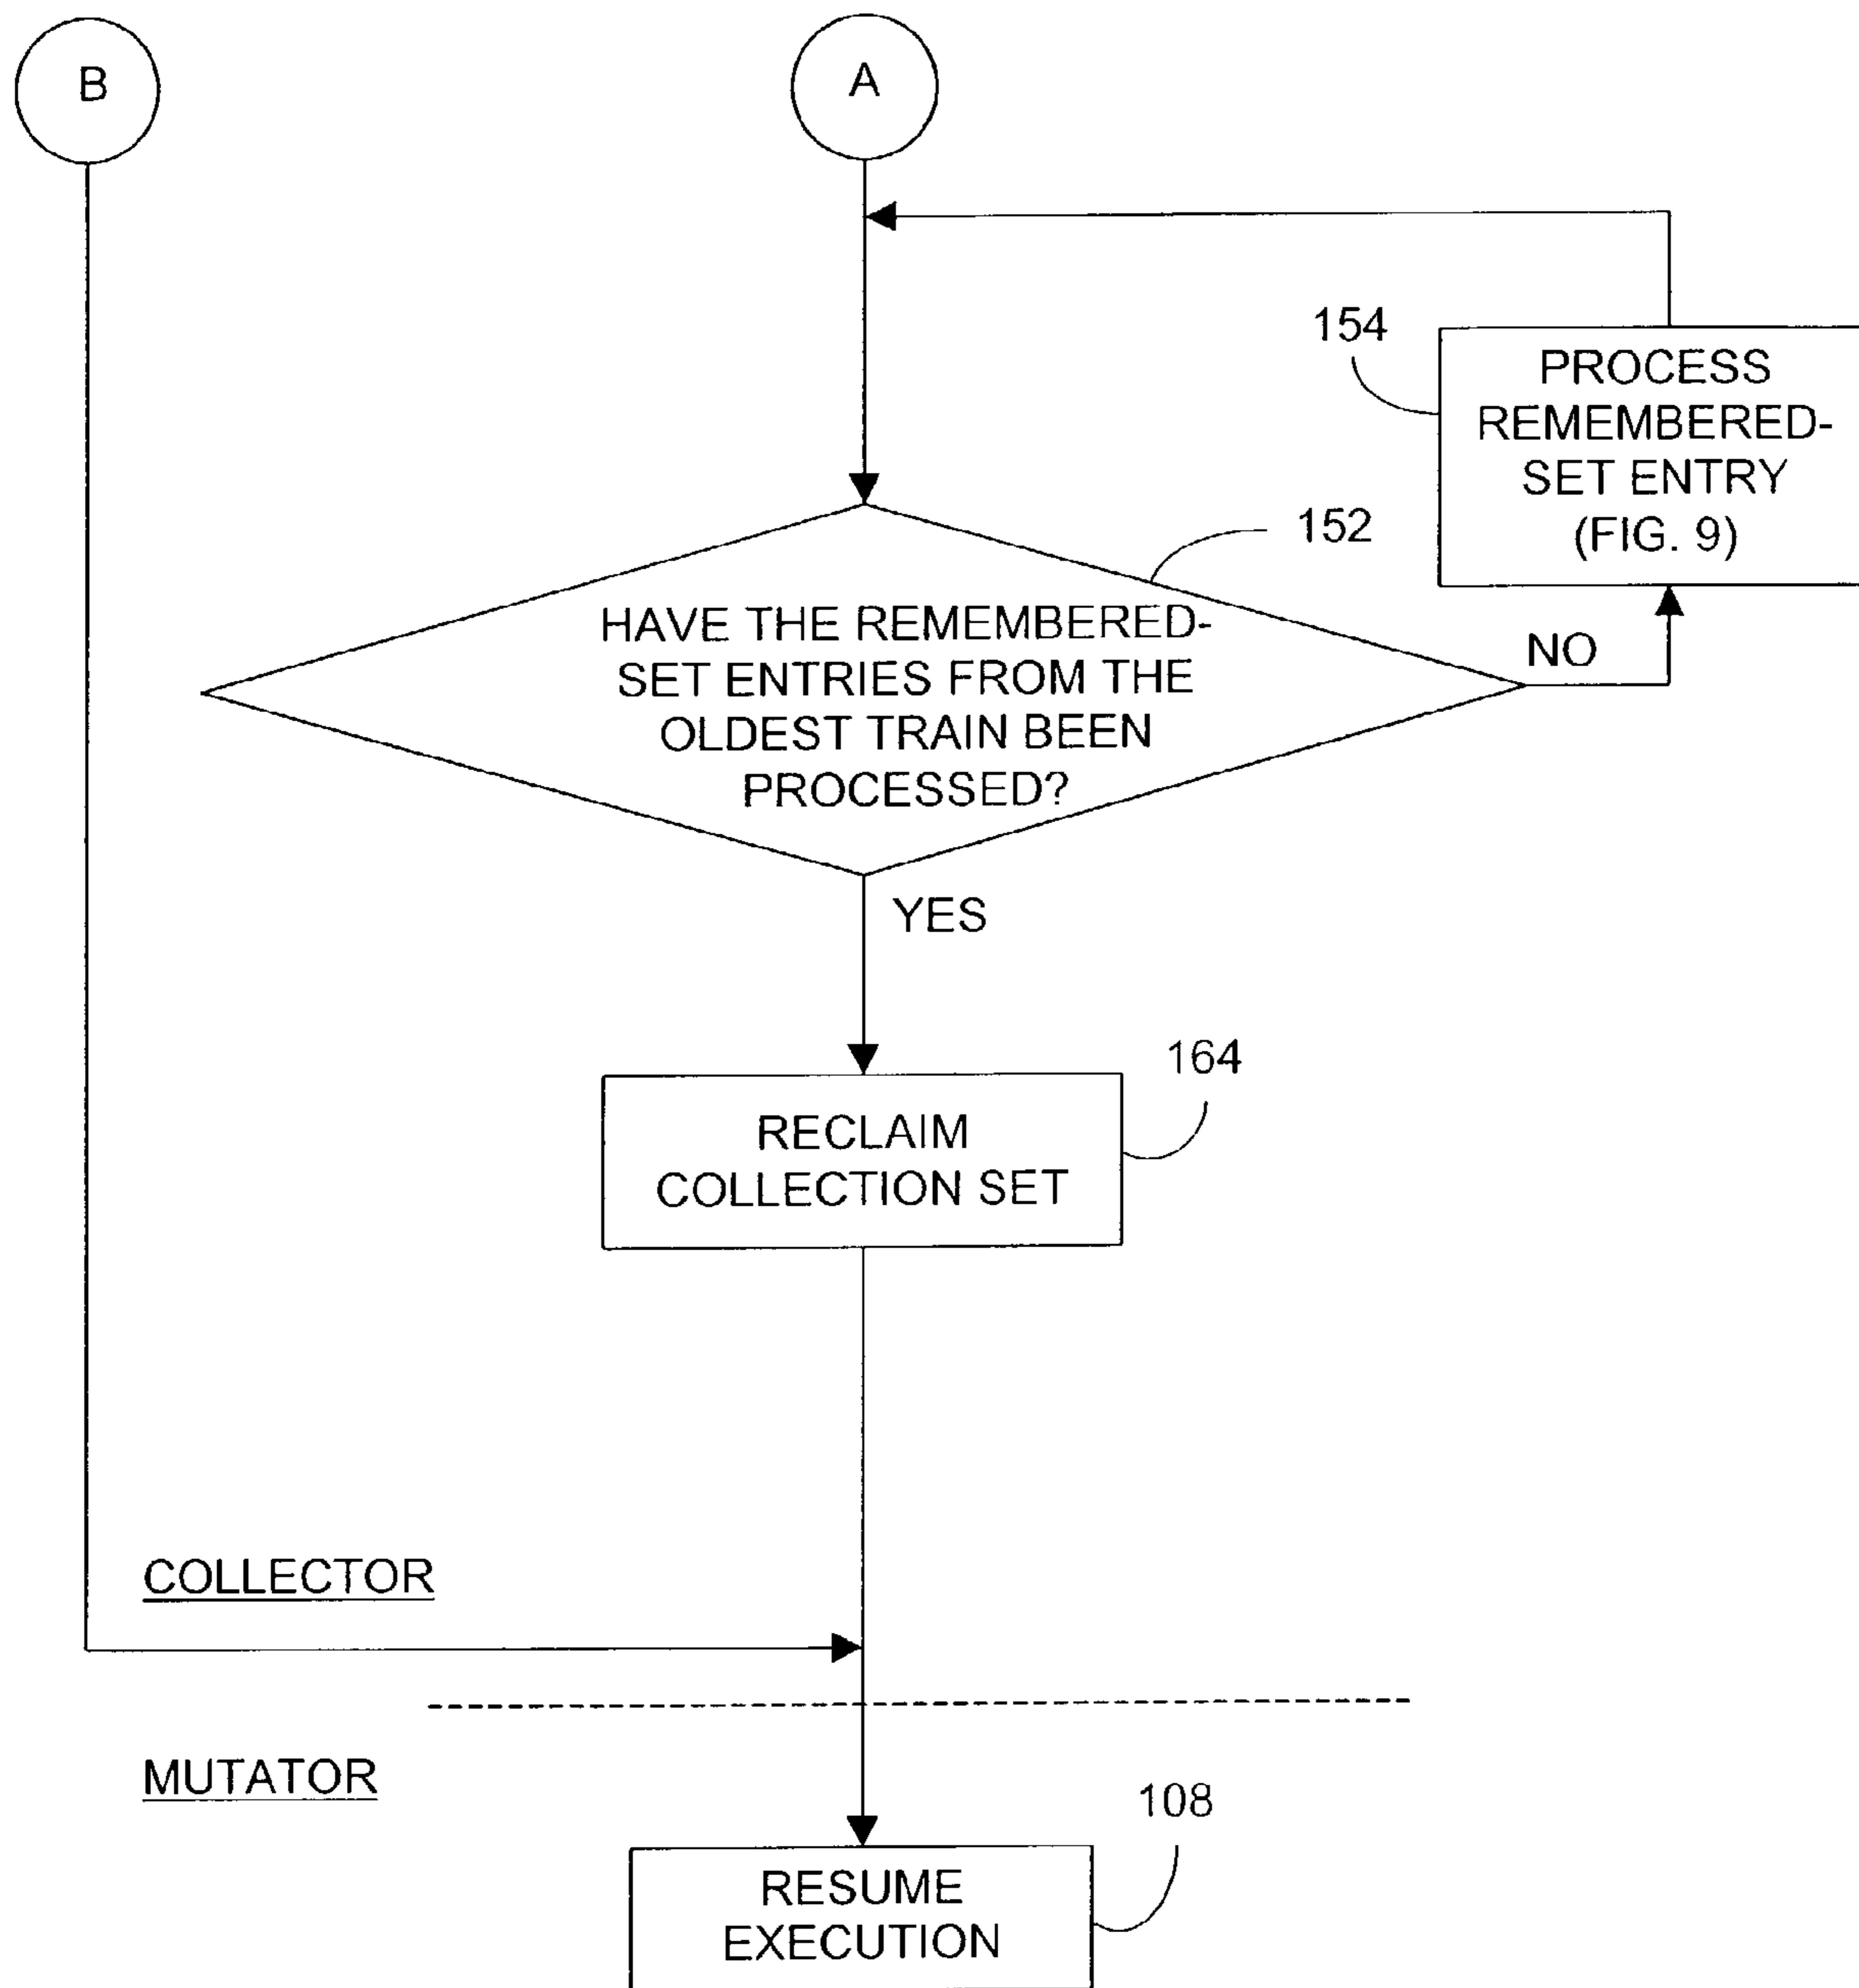 B
A
154
PROCESS
REMEMBERED-
SET ENTRY
(FIG. 9)
152
HAVE THE REMEMBERED-
SET ENTRIES FROM THE
OLDEST TRAIN BEEN
PROCESSED?
NO
YES
164
RECLAIM
COLLECTION SET
COLLECTOR
MUTATOR
108
RESUME
EXECUTION